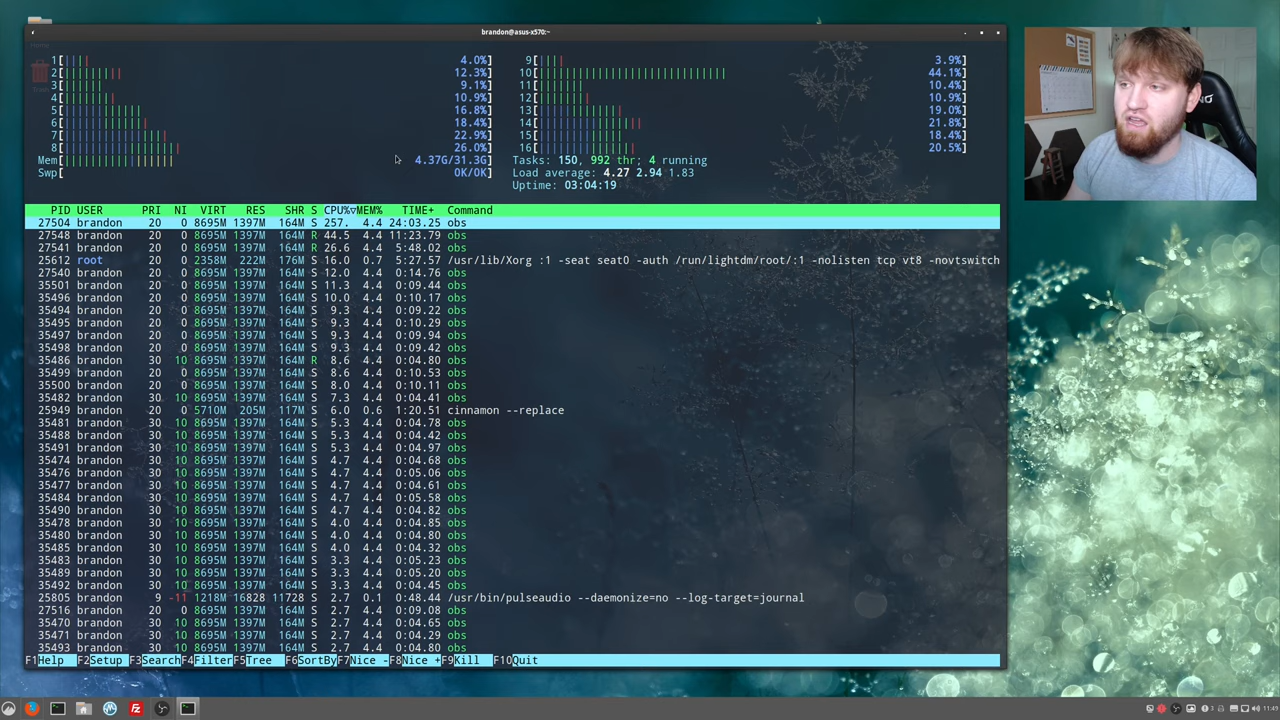 brandon@asus-x570:~
1[ 4.0%] 9[ 3.9%]
2[ 12.3%] 10[ 44.1%]
3[ 9.1%] 11[ 10.4%]
4[ 10.9%] 12[ 10.9%]
5[ 16.8%] 13[ 19.0%]
6[ 18.4%] 14[ 21.8%]
7[ 22.9%] 15[ 18.4%]
8[ 26.0%] 16[ 20.5%]
Mem[ 4.37G/31.3G] Tasks: 150, 992 thr; 4 running
Swp[ 0K/0K] Load average: 4.27 2.94 1.83
Uptime: 03:04:19
PID USER PRI NI VIRT RES SHR S CPU%▽MEM% TIME+ Command
27504 brandon 20 0 8695M 1397M 164M S 257. 4.4 24:03.25 obs
27548 brandon 20 0 8695M 1397M 164M R 44.5 4.4 11:23.79 obs
27541 brandon 20 0 8695M 1397M 164M R 26.6 4.4 5:48.02 obs
25612 root 20 0 2358M 222M 176M S 16.0 0.7 5:27.57 /usr/lib/Xorg :1 -seat seat0 -auth /run/lightdm/root/:1 -nolisten tcp vt8 -novtswitch
27540 brandon 20 0 8695M 1397M 164M S 12.0 4.4 0:14.76 obs
35501 brandon 20 0 8695M 1397M 164M S 11.3 4.4 0:09.44 obs
35496 brandon 20 0 8695M 1397M 164M S 10.0 4.4 0:10.17 obs
35494 brandon 20 0 8695M 1397M 164M S 9.3 4.4 0:09.22 obs
35495 brandon 20 0 8695M 1397M 164M S 9.3 4.4 0:10.29 obs
35497 brandon 20 0 8695M 1397M 164M S 9.3 4.4 0:09.94 obs
35498 brandon 20 0 8695M 1397M 164M S 9.3 4.4 0:09.42 obs
35486 brandon 30 10 8695M 1397M 164M R 8.6 4.4 0:04.80 obs
35499 brandon 20 0 8695M 1397M 164M S 8.6 4.4 0:10.53 obs
35500 brandon 20 0 8695M 1397M 164M S 8.0 4.4 0:10.11 obs
35482 brandon 30 10 8695M 1397M 164M S 7.3 4.4 0:04.41 obs
25949 brandon 20 0 5710M 205M 117M S 6.0 0.6 1:20.51 cinnamon --replace
35481 brandon 30 10 8695M 1397M 164M S 5.3 4.4 0:04.78 obs
35488 brandon 30 10 8695M 1397M 164M S 5.3 4.4 0:04.42 obs
35491 brandon 30 10 8695M 1397M 164M S 5.3 4.4 0:04.97 obs
35474 brandon 30 10 8695M 1397M 164M S 4.7 4.4 0:04.68 obs
35476 brandon 30 10 8695M 1397M 164M S 4.7 4.4 0:05.06 obs
35477 brandon 30 10 8695M 1397M 164M S 4.7 4.4 0:04.61 obs
35484 brandon 30 10 8695M 1397M 164M S 4.7 4.4 0:05.58 obs
35490 brandon 30 10 8695M 1397M 164M S 4.7 4.4 0:04.82 obs
35478 brandon 30 10 8695M 1397M 164M S 4.0 4.4 0:04.85 obs
35480 brandon 30 10 8695M 1397M 164M S 4.0 4.4 0:04.80 obs
35485 brandon 30 10 8695M 1397M 164M S 4.0 4.4 0:04.32 obs
35483 brandon 30 10 8695M 1397M 164M S 3.3 4.4 0:05.23 obs
35489 brandon 30 10 8695M 1397M 164M S 3.3 4.4 0:05.20 obs
35492 brandon 30 10 8695M 1397M 164M S 3.3 4.4 0:04.45 obs
25805 brandon 9 -11 1218M 16828 11728 S 2.7 0.1 0:48.44 /usr/bin/pulseaudio --daemonize=no --log-target=journal
27516 brandon 20 0 8695M 1397M 164M S 2.7 4.4 0:09.08 obs
35470 brandon 30 10 8695M 1397M 164M S 2.7 4.4 0:04.65 obs
35471 brandon 30 10 8695M 1397M 164M S 2.7 4.4 0:04.29 obs
35493 brandon 30 10 8695M 1397M 164M S 2.7 4.4 0:04.80 obs
F1Help F2Setup F3SearchF4FilterF5Tree F6SortByF7Nice -F8Nice +F9Kill F10Quit
3 11:49